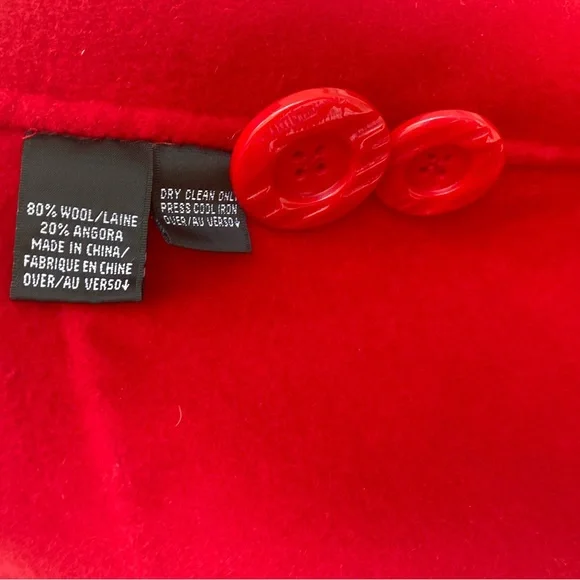 80% WOOL/LAINE
20% ANGORA
MADE IN CHINA/
FABRIQUE EN CHINE
OVER/AU VERSO↓
DRY CLEAN ONLY
PRESS COOL IRON
OVER/AU VERSO↓